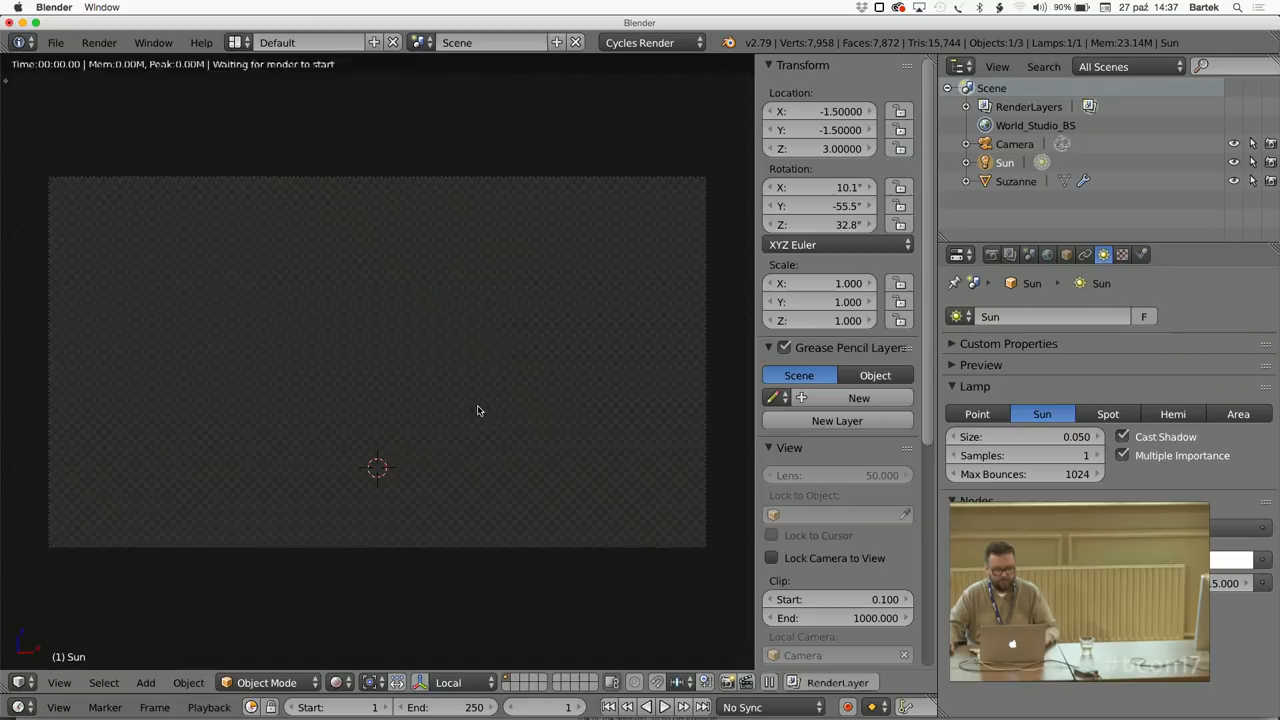 Blender Window 90% 27 paź 14:37 Bartek
Blender
File Render Window Help Default Scene Cycles Render v2.79 | Verts:7,958 | Faces:7,872 | Tris:15,744 | Objects:1/3 | Lamps:1/1 | Mem:23.14M | Sun
Time:00:00.00 | Mem:0.00M, Peak:0.00M | Waiting for render to start
(1) Sun
View Select Add Object Object Mode Local RenderLayer
View Marker Frame Playback Start: 1 End: 250 1 No Sync
Transform
Location:
X: -1.50000
Y: -1.50000
Z: 3.00000
Rotation:
X: 10.1°
Y: -55.5°
Z: 32.8°
XYZ Euler
Scale:
X: 1.000
Y: 1.000
Z: 1.000
Grease Pencil Layer
Scene Object
New
New Layer
View
Lens: 50.000
Lock to Object:
Lock to Cursor
Lock Camera to View
Clip:
Start: 0.100
End: 1000.000
Local Camera:
Camera
View Search All Scenes
Scene
RenderLayers
World_Studio_BS
Camera
Sun
Suzanne
Sun Sun
Sun F
Custom Properties
Preview
Lamp
Point Sun Spot Hemi Area
Size: 0.050 Cast Shadow
Samples: 1 Multiple Importance
Max Bounces: 1024
Nodes
5.000